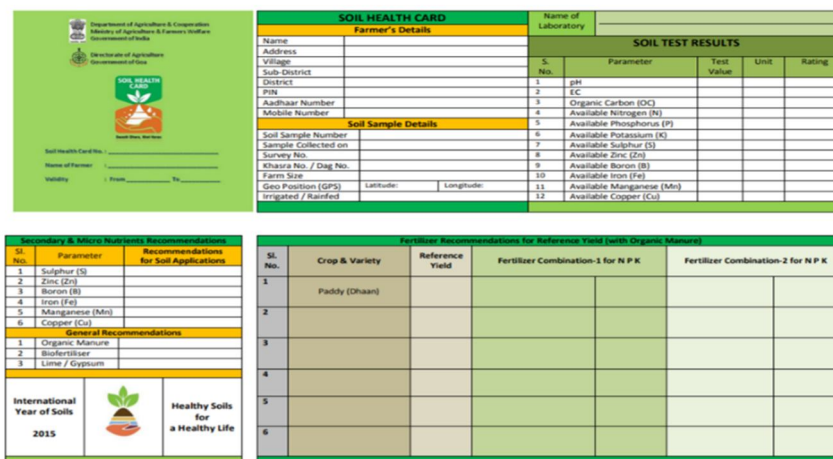 Department of Agriculture & Cooperation
Ministry of Agriculture & Farmers Welfare
Government of India
Directorate of Agriculture
Government of Goa
SOIL HEALTH
CARD
Soil Health Card No. :
Name of Farmer :
Validity : From To
SOIL HEALTH CARD
Farmer's Details
Name
Address
Village
Sub-District
District
PIN
Aadhaar Number
Mobile Number
Soil Sample Details
Soil Sample Number
Sample Collected on
Survey No.
Khasra No. / Dag No.
Farm Size
Geo Position (GPS) Latitude: Longitude:
Irrigated / Rainfed
Name of
Laboratory
SOIL TEST RESULTS
S. No. Parameter Test Value Unit Rating
1 pH
2 EC
3 Organic Carbon (OC)
4 Available Nitrogen (N)
5 Available Phosphorus (P)
6 Available Potassium (K)
7 Available Sulphur (S)
8 Available Zinc (Zn)
9 Available Boron (B)
10 Available Iron (Fe)
11 Available Manganese (Mn)
12 Available Copper (Cu)
Secondary & Micro Nutrients Recommendations
Sl. No. Parameter Recommendations for Soil Applications
1 Sulphur (S)
2 Zinc (Zn)
3 Boron (B)
4 Iron (Fe)
5 Manganese (Mn)
6 Copper (Cu)
General Recommendations
1 Organic Manure
2 Biofertiliser
3 Lime / Gypsum
International
Year of Soils
2015
Healthy Soils
for
a Healthy Life
Fertilizer Recommendations for Reference Yield (with Organic Manure)
Sl. No. Crop & Variety Reference Yield Fertilizer Combination-1 for N P K Fertilizer Combination-2 for N P K
1 Paddy (Dhaan)
2
3
4
5
6